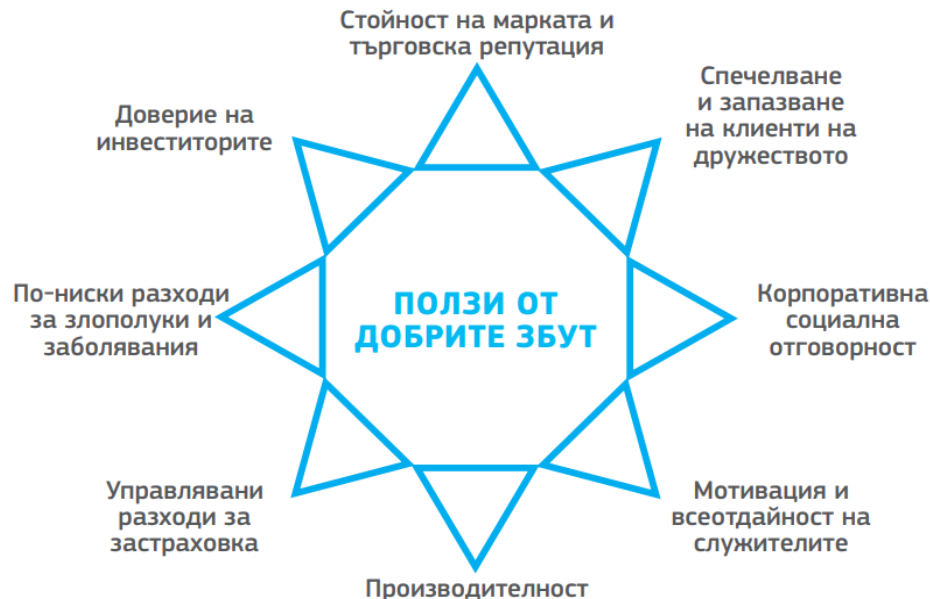 Стойност на марката и
търговска репутация
Спечелване
и запазване
на клиенти на
дружеството
Доверие на
инвеститорите
По-ниски разходи
за злополуки и
заболявания
ПОЛЗИ ОТ
ДОБРИТЕ ЗБУТ
Корпоративна
социална
отговорност
Управлявани
разходи за
застраховка
Мотивация и
всеотдайност на
служителите
Производителност